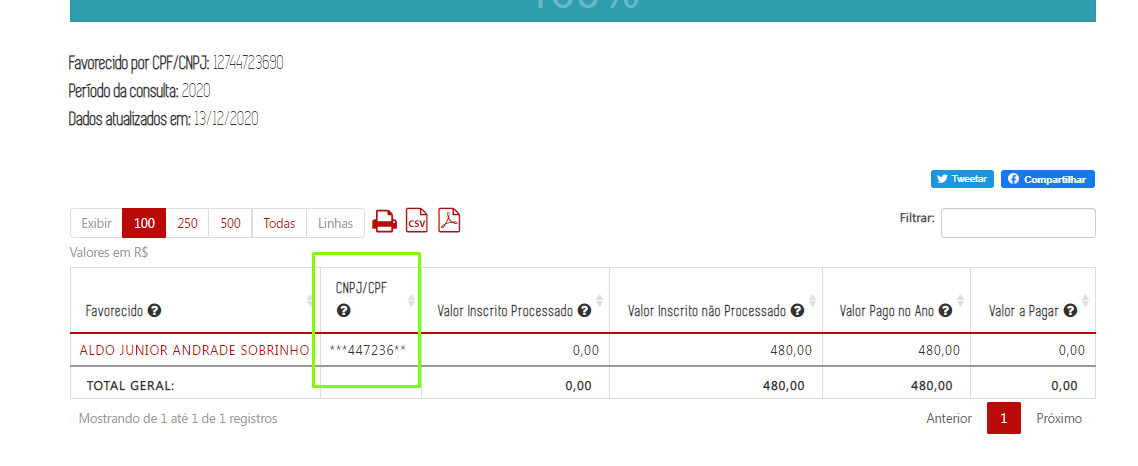 100%
Favorecido por CPF/CNPJ: 12744723690
Período da consulta: 2020
Dados atualizados em: 13/12/2020
Tweetar Compartilhar
Exibir 100 250 500 Todas Linhas CSV Filtrar:
Valores em R$
CNPJ/CPF
Favorecido ? ? Valor Inscrito Processado ? Valor Inscrito não Processado ? Valor Pago no Ano ? Valor a Pagar ?
ALDO JUNIOR ANDRADE SOBRINHO ***447236** 0,00 480,00 480,00 0,00
TOTAL GERAL: 0,00 480,00 480,00 0,00
Mostrando de 1 até 1 de 1 registros Anterior 1 Próximo